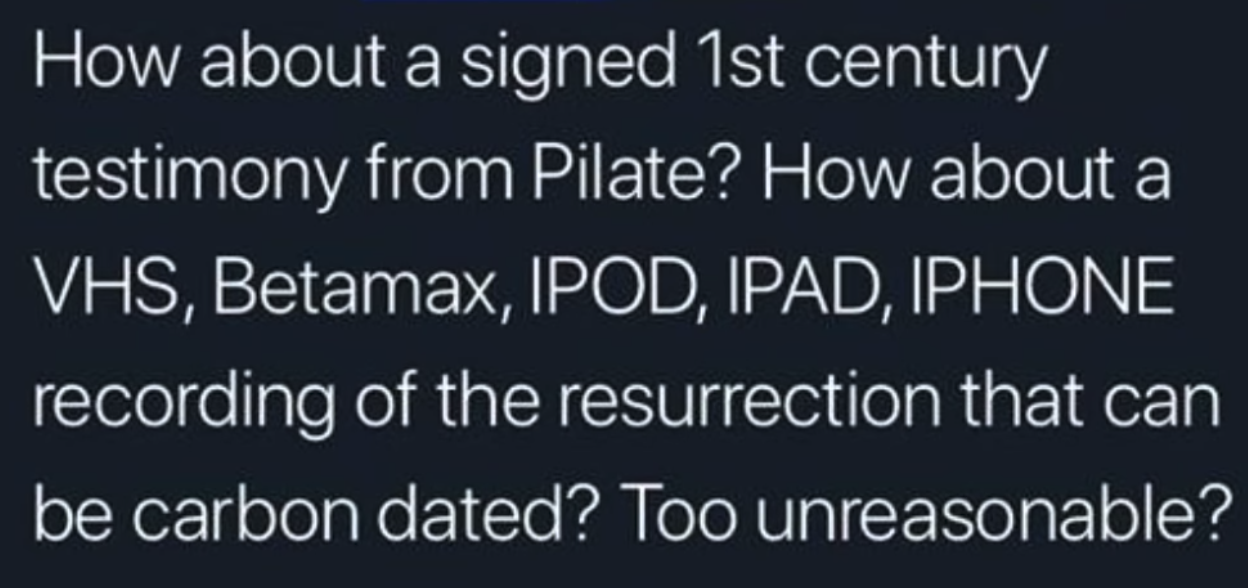 How about a signed 1st century
testimony from Pilate? How about a
VHS, Betamax, IPOD, IPAD, IPHONE
recording of the resurrection that can
be carbon dated? Too unreasonable?